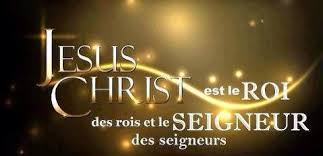 JESUS
CHRIST est le ROI
des rois et le SEIGNEUR
des seigneurs